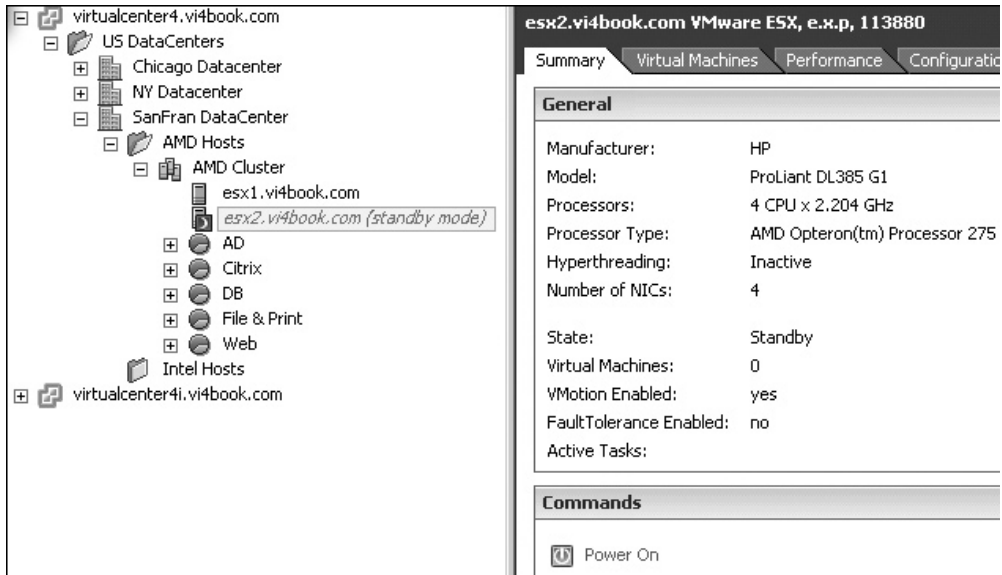 virtualcenter4.vi4book.com
US DataCenters
Chicago Datacenter
NY Datacenter
SanFran DataCenter
AMD Hosts
AMD Cluster
esx1.vi4book.com
esx2.vi4book.com (standby mode)
AD
Citrix
DB
File & Print
Web
Intel Hosts
virtualcenter4i.vi4book.com
esx2.vi4book.com VMware ESX, e.x.p, 113880
Summary Virtual Machines Performance Configuratio
General
Manufacturer: HP
Model: ProLiant DL385 G1
Processors: 4 CPU x 2.204 GHz
Processor Type: AMD Opteron(tm) Processor 275
Hyperthreading: Inactive
Number of NICs: 4
State: Standby
Virtual Machines: 0
VMotion Enabled: yes
FaultTolerance Enabled: no
Active Tasks:
Commands
Power On